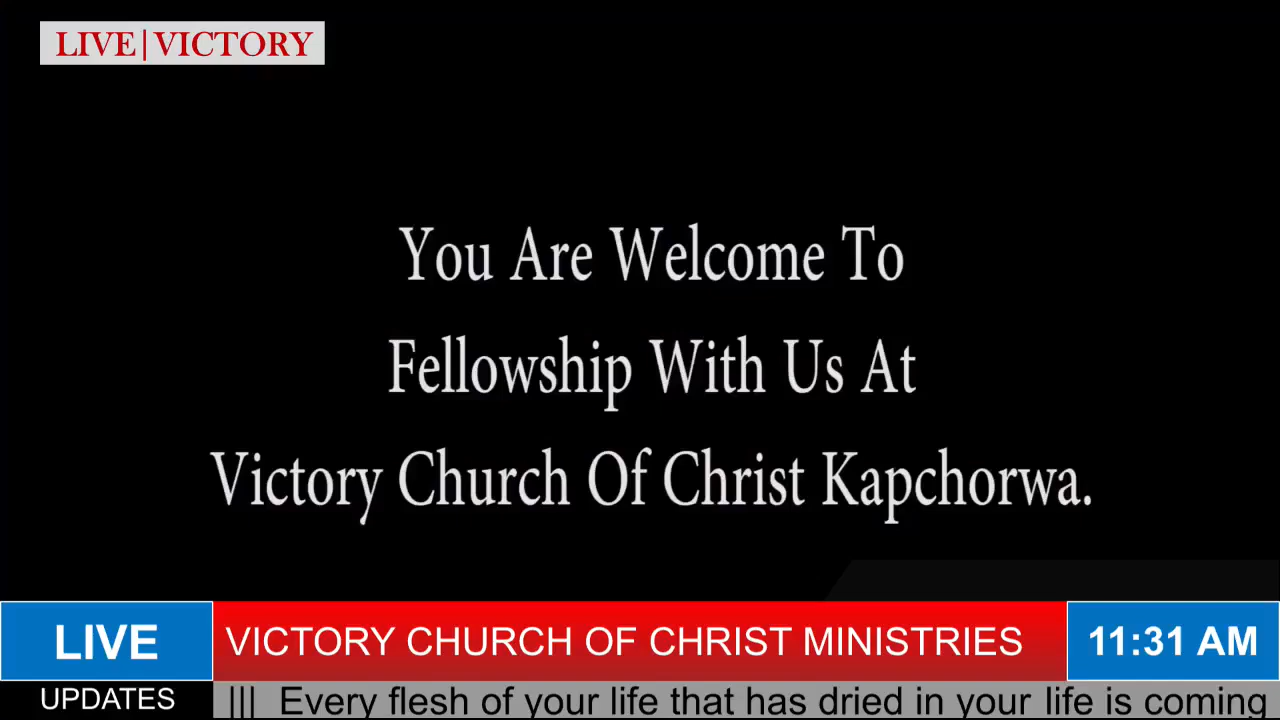 LIVE|VICTORY
You Are Welcome To
Fellowship With Us At
Victory Church Of Christ Kapchorwa.
LIVE
VICTORY CHURCH OF CHRIST MINISTRIES
11:31 AM
UPDATES
||| Every flesh of your life that has dried in your life is coming